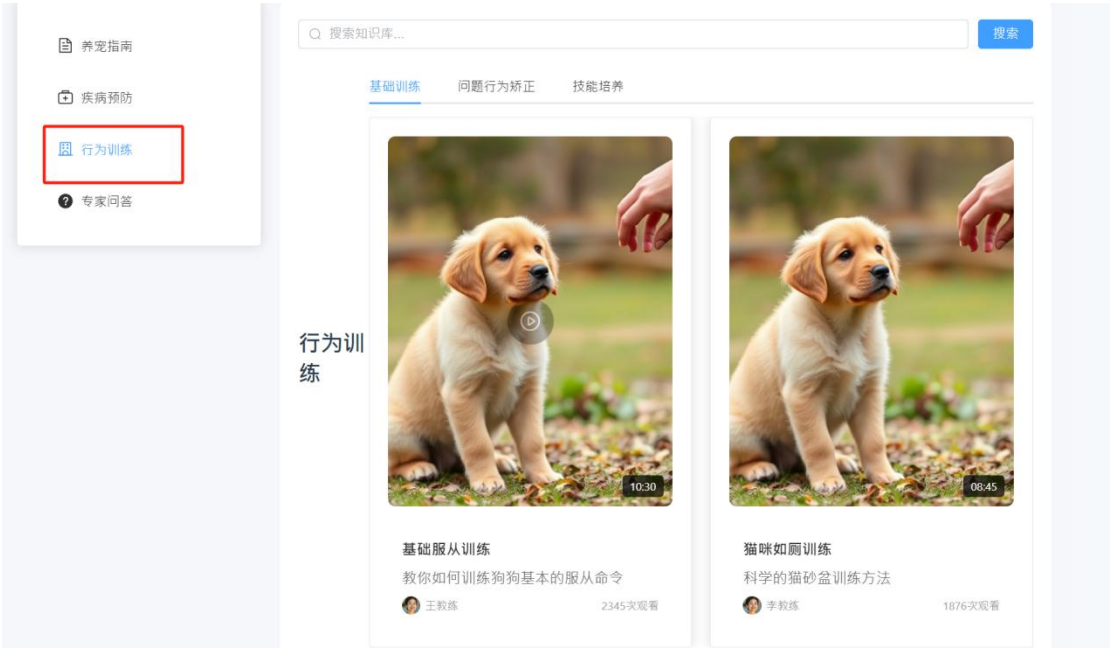 养宠指南
疾病预防
行为训练
专家问答
搜索知识库...
搜索
基础训练
问题行为矫正
技能培养
行为训
练
10:30
基础服从训练
教你如何训练狗狗基本的服从命令
王教练
2345次观看
08:45
猫咪如厕训练
科学的猫砂盆训练方法
李教练
1876次观看